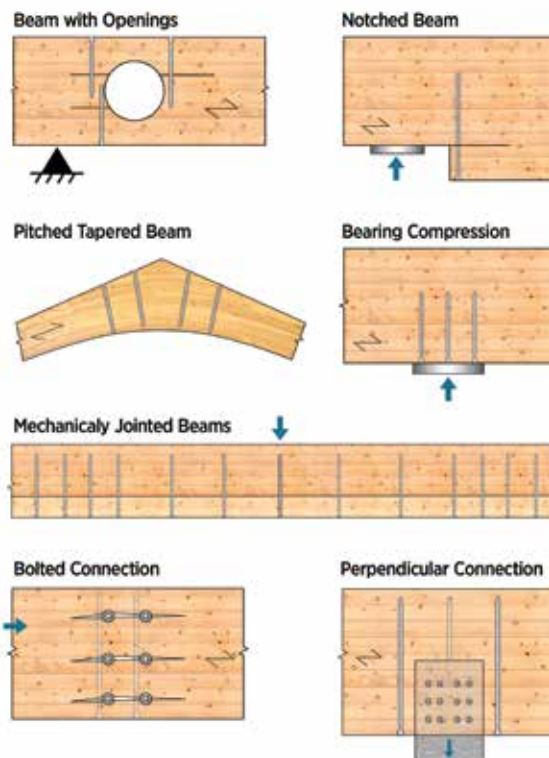 Beam with Openings
Notched Beam
Pitched Tapered Beam
Bearing Compression
Mechanicaly Jointed Beams
Bolted Connection
Perpendicular Connection